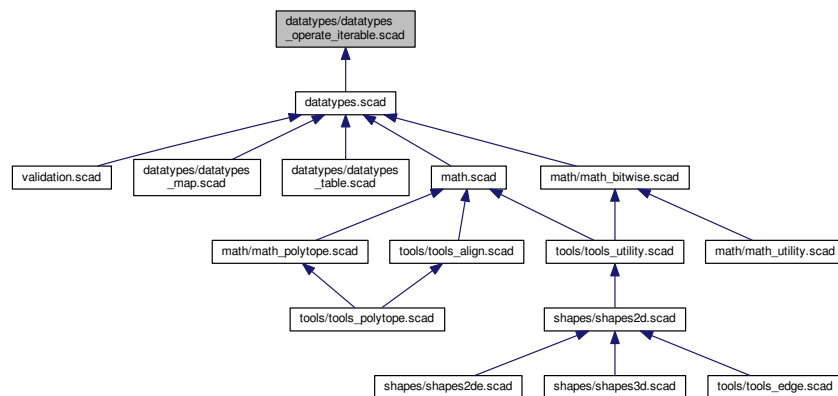 datatypes/datatypes
_operate_iterable.scad
datatypes.scad
validation.scad
datatypes/datatypes
_map.scad
datatypes/datatypes
_table.scad
math.scad
math/math_bitwise.scad
math/math_polytope.scad
tools/tools_align.scad
tools/tools_utility.scad
math/math_utility.scad
tools/tools_polytope.scad
shapes/shapes2d.scad
shapes/shapes2de.scad
shapes/shapes3d.scad
tools/tools_edge.scad